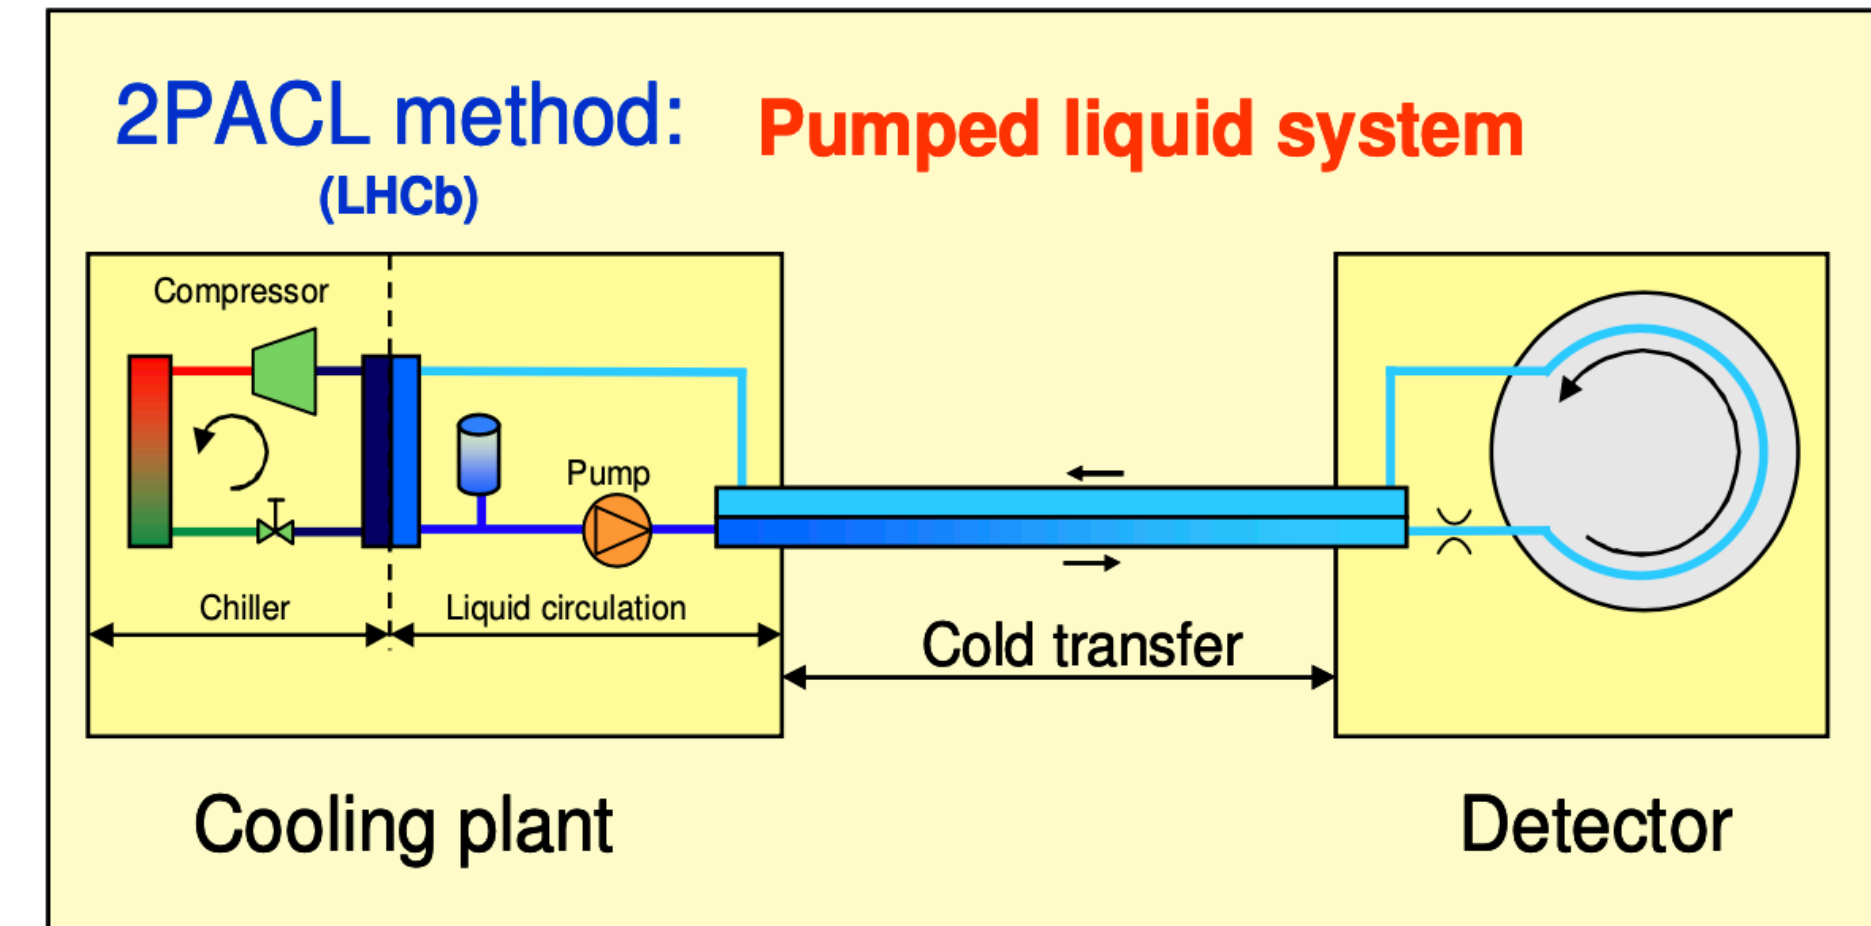 2PACL method: Pumped liquid system
(LHCb)
Compressor
Pump
Chiller
Liquid circulation
Cold transfer
Cooling plant
Detector